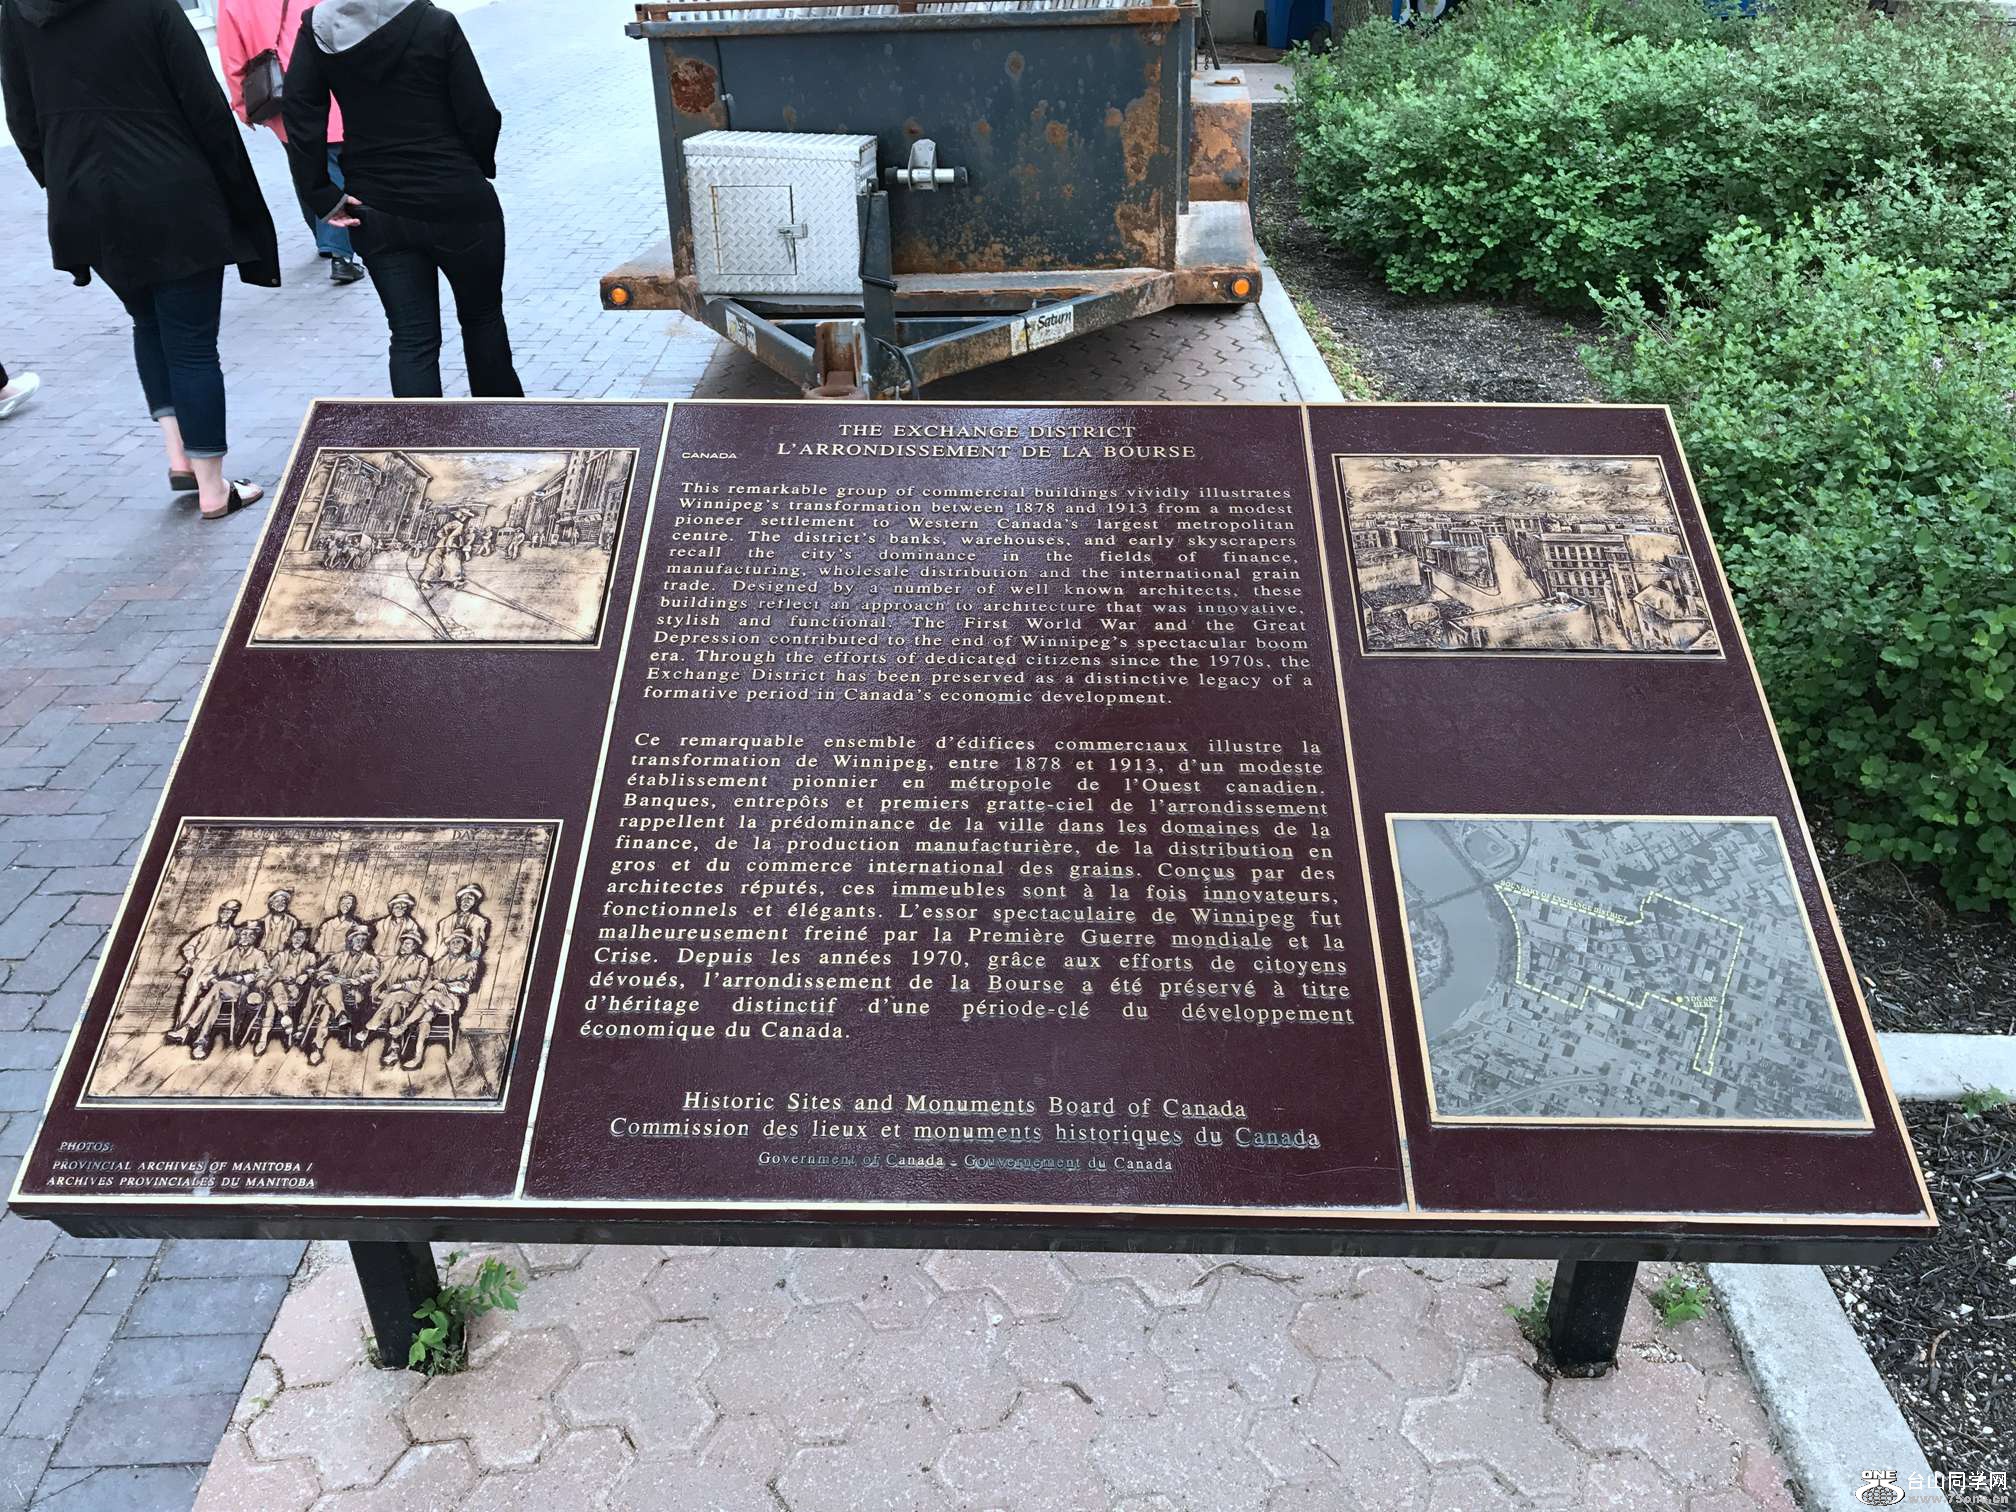 Saturn
THE EXCHANGE DISTRICT
L'ARRONDISSEMENT DE LA BOURSE
CANADA
This remarkable group of commercial buildings vividly illustrates
Winnipeg's transformation between 1878 and 1913 from a modest
pioneer settlement to Western Canada's largest metropolitan
centre. The district's banks, warehouses, and early skyscrapers
recall the city's dominance in the fields of finance,
manufacturing, wholesale distribution and the international grain
trade. Designed by a number of well known architects, these
buildings reflect an approach to architecture that was innovative,
stylish and functional. The First World War and the Great
Depression contributed to the end of Winnipeg's spectacular boom
era. Through the efforts of dedicated citizens since the 1970s, the
Exchange District has been preserved as a distinctive legacy of a
formative period in Canada's economic development.
Ce remarquable ensemble d'édifices commerciaux illustre la
transformation de Winnipeg, entre 1878 et 1913, d'un modeste
établissement pionnier en métropole de l'Ouest canadien.
Banques, entrepôts et premiers gratte-ciel de l'arrondissement
rappellent la prédominance de la ville dans les domaines de la
finance, de la production manufacturière, de la distribution en
gros et du commerce international des grains. Conçus par des
architectes réputés, ces immeubles sont à la fois innovateurs,
fonctionnels et élégants. L'essor spectaculaire de Winnipeg fut
malheureusement freiné par la Première Guerre mondiale et la
Crise. Depuis les années 1970, grâce aux efforts de citoyens
dévoués, l'arrondissement de la Bourse a été préservé à titre
d'héritage distinctif d'une période-clé du développement
économique du Canada.
Historic Sites and Monuments Board of Canada
Commission des lieux et monuments historiques du Canada
Government of Canada - Gouvernement du Canada
PHOTOS:
PROVINCIAL ARCHIVES OF MANITOBA /
ARCHIVES PROVINCIALES DU MANITOBA
BOUNDARY OF EXCHANGE DISTRICT
YOU ARE
HERE
ONE
台山同学网